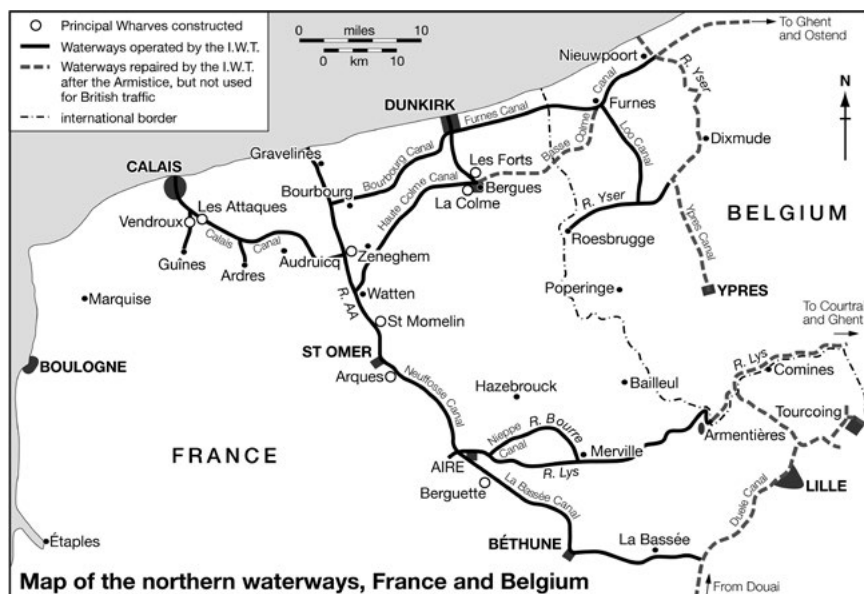 Principal Wharves constructed
Waterways operated by the I.W.T.
Waterways repaired by the I.W.T.
after the Armistice, but not used
for British traffic
international border
0 miles 10
0 km 10
To Ghent
and Ostend
N
Nieuwpoort
R. Yser
DUNKIRK
Furnes Canal
Canal
Furnes
Gravelines
Bourbourg Canal
Les Forts
Basse Colme
Loo Canal
Dixmude
CALAIS
Bourbourg
Haute Colme Canal
Bergues
La Colme
Les Attaques
Vendroux
Calais
Canal
R. Yser
BELGIUM
Guînes
Ardres
Audruicq
Zeneghem
Roesbrugge
Ypres Canal
Marquise
R. AA
Watten
Poperinge
YPRES
St Momelin
To Courtrai
and Ghent
BOULOGNE
ST OMER
Arques
Neuffosse Canal
Hazebrouck
Bailleul
R. Lys
Comines
Tourcoing
FRANCE
Nieppe
Canal
R. Bourre
Merville
Armentières
AIRE
R. Lys
Berguette
La Bassée Canal
LILLE
Duele Canal
Étaples
BÉTHUNE
La Bassée
From Douai
Map of the northern waterways, France and Belgium